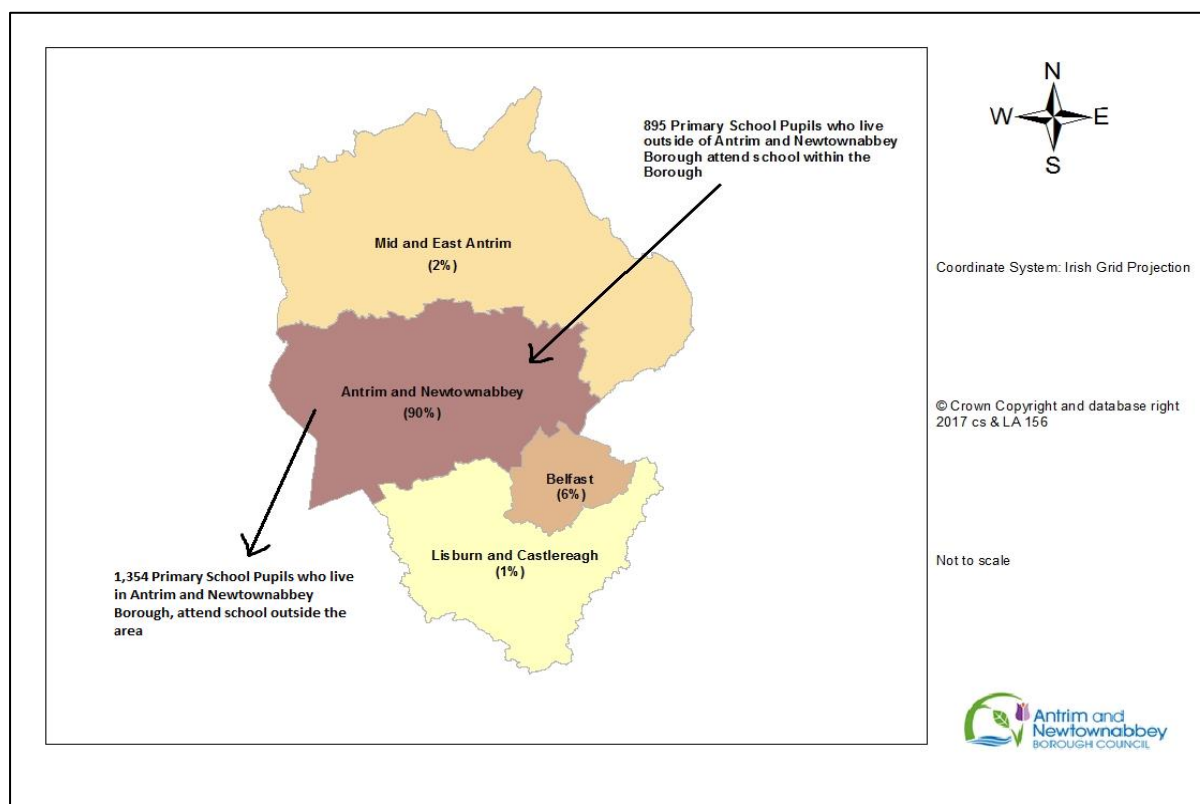 N
W E
S
895 Primary School Pupils who live
outside of Antrim and Newtownabbey
Borough attend school within the
Borough
Mid and East Antrim
(2%)
Coordinate System: Irish Grid Projection
Antrim and Newtownabbey
(90%)
© Crown Copyright and database right
2017 cs & LA 156
Belfast
(6%)
Lisburn and Castlereagh
(1%)
Not to scale
1,354 Primary School Pupils who live
in Antrim and Newtownabbey
Borough, attend school outside the
area
Antrim and
Newtownabbey
BOROUGH COUNCIL